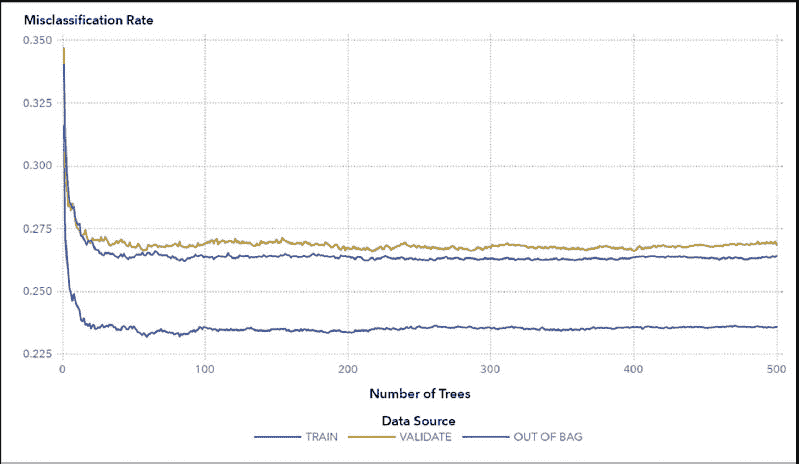 Misclassification Rate
0.350
0.325
0.300
0.275
0.250
0.225
0 100 200 300 400 500
Number of Trees
Data Source
TRAIN VALIDATE OUT OF BAG